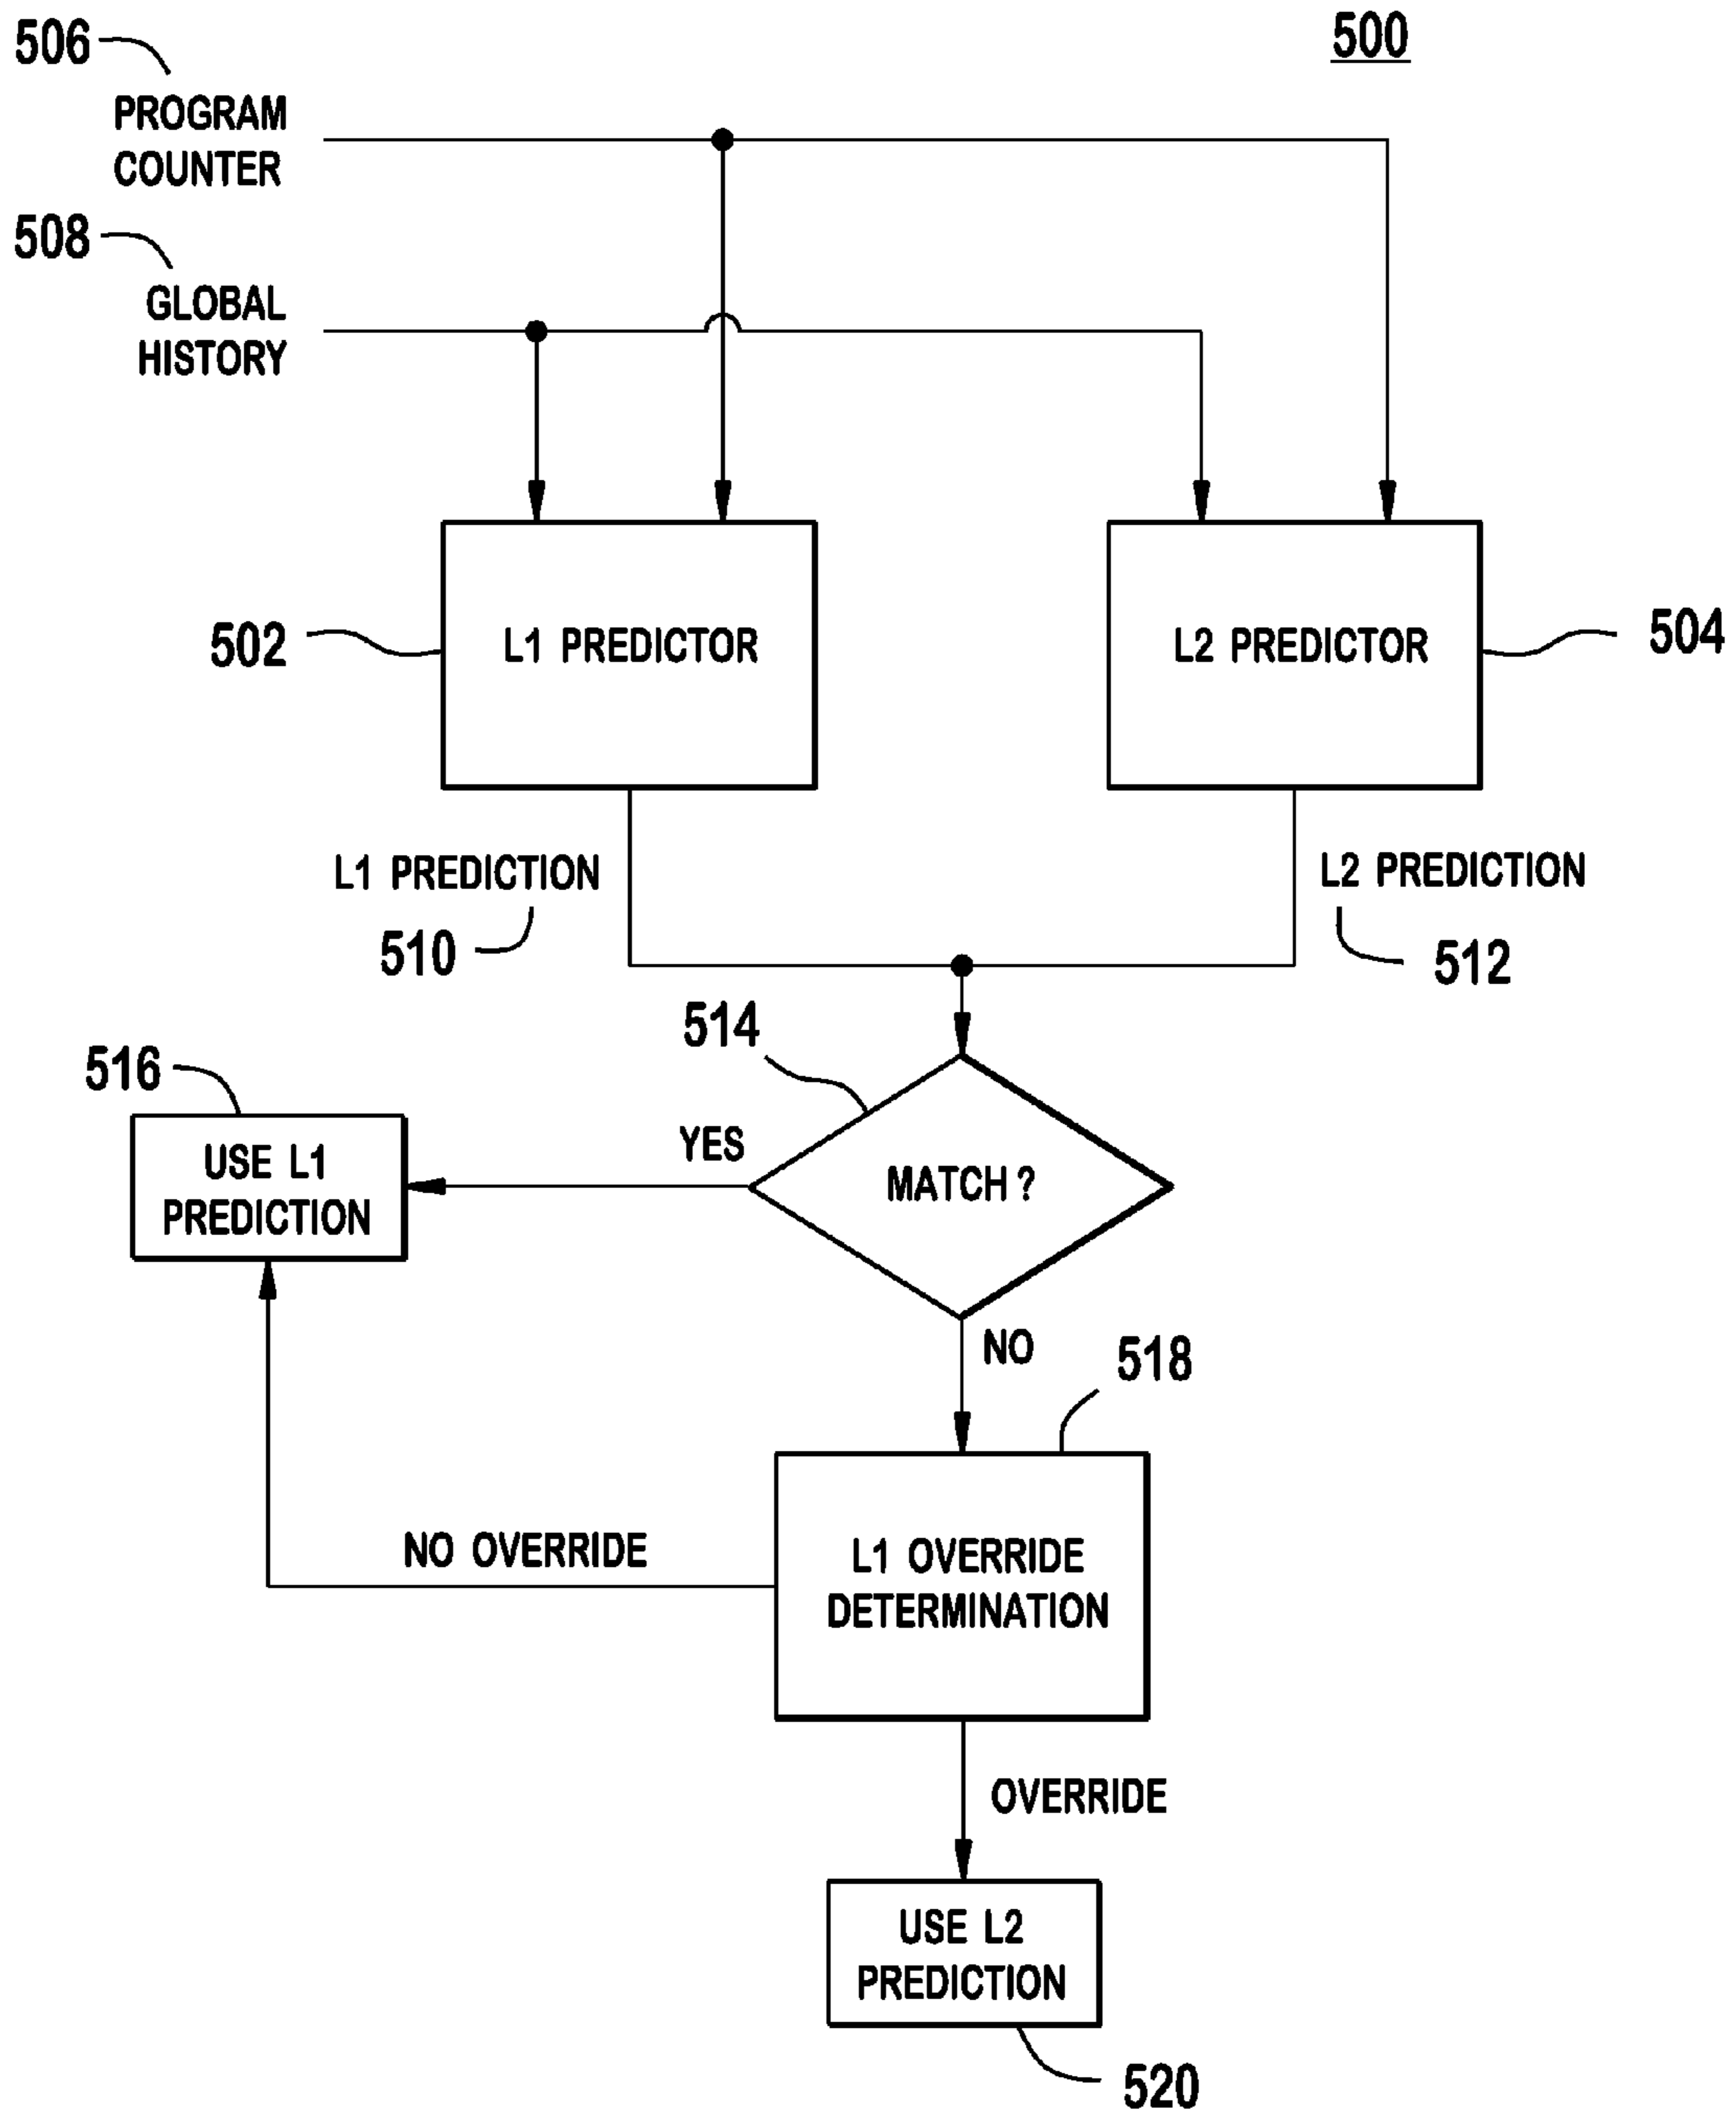 506
500
PROGRAM
COUNTER
508
GLOBAL
HISTORY
502
L1 PREDICTOR
L2 PREDICTOR
504
L1 PREDICTION
510
L2 PREDICTION
512
514
516
YES
MATCH ?
USE L1
PREDICTION
NO
518
NO OVERRIDE
L1 OVERRIDE
DETERMINATION
OVERRIDE
USE L2
PREDICTION
520